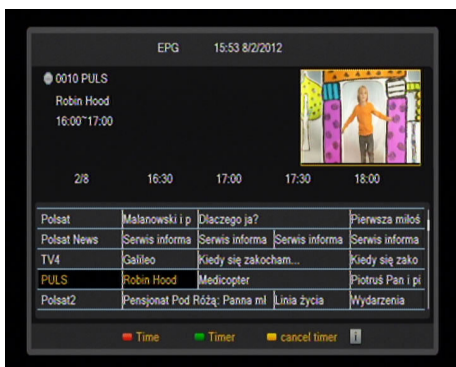 EPG 15:53 8/2/2012
0010 PULS
Robin Hood
16:00~17:00
2/8 16:30 17:00 17:30 18:00
Polsat Malanowski i p Dlaczego ja? Pierwsza miłoś
Polsat News Serwis informa Serwis informa Serwis informa Serwis informa
TV4 Galileo Kiedy się zakocham... Kiedy się zako
PULS Robin Hood Medicopter Piotruś Pan i pi
Polsat2 Pensjonat Pod Różą: Panna mł Linia życia Wydarzenia
Time Timer cancel timer i